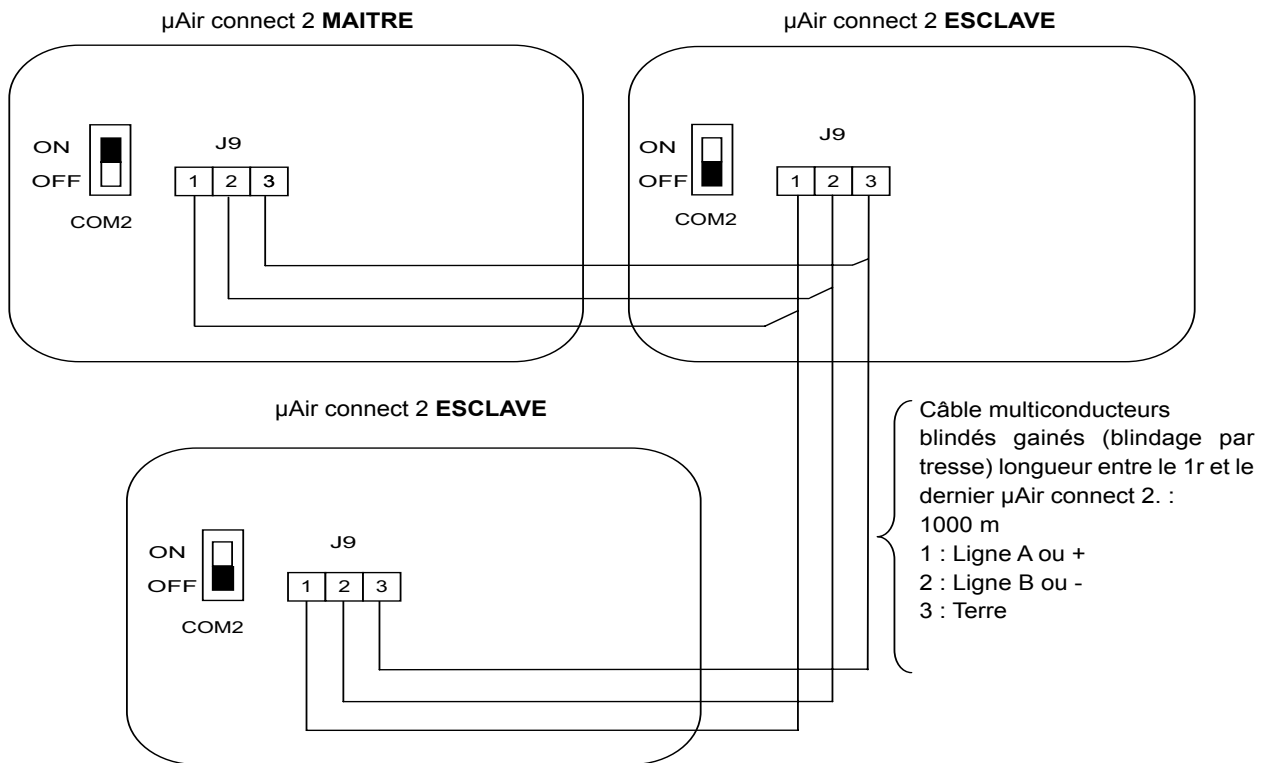 µAir connect 2 MAITRE
ON
OFF
COM2
J9
1 2 3
µAir connect 2 ESCLAVE
ON
OFF
COM2
J9
1 2 3
µAir connect 2 ESCLAVE
ON
OFF
COM2
J9
1 2 3
Câble multiconducteurs
blindés gainés (blindage par
tresse) longueur entre le 1r et le
dernier µAir connect 2. :
1000 m
1 : Ligne A ou +
2 : Ligne B ou -
3 : Terre